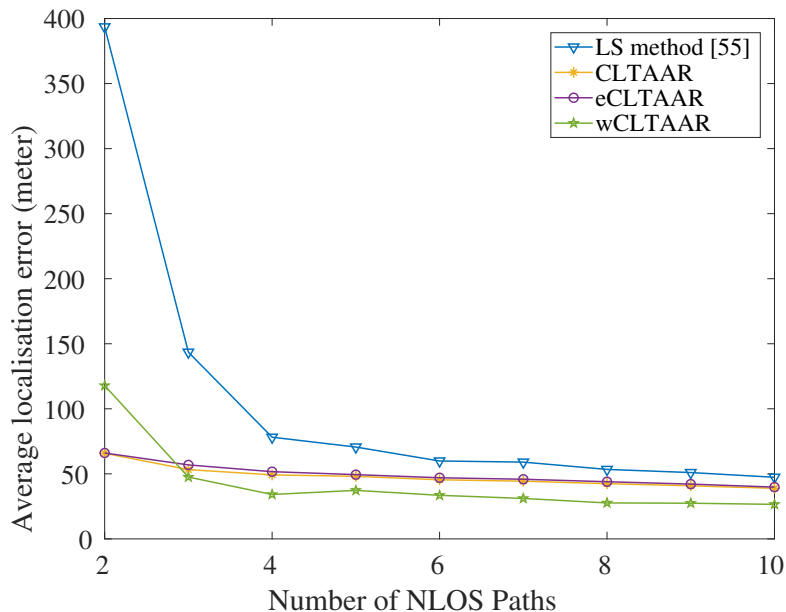 400
350
300
250
200
150
100
50
0
Average localisation error (meter)
LS method [55]
CLTAAR
eCLTAAR
wCLTAAR
2
4
6
8
10
Number of NLOS Paths